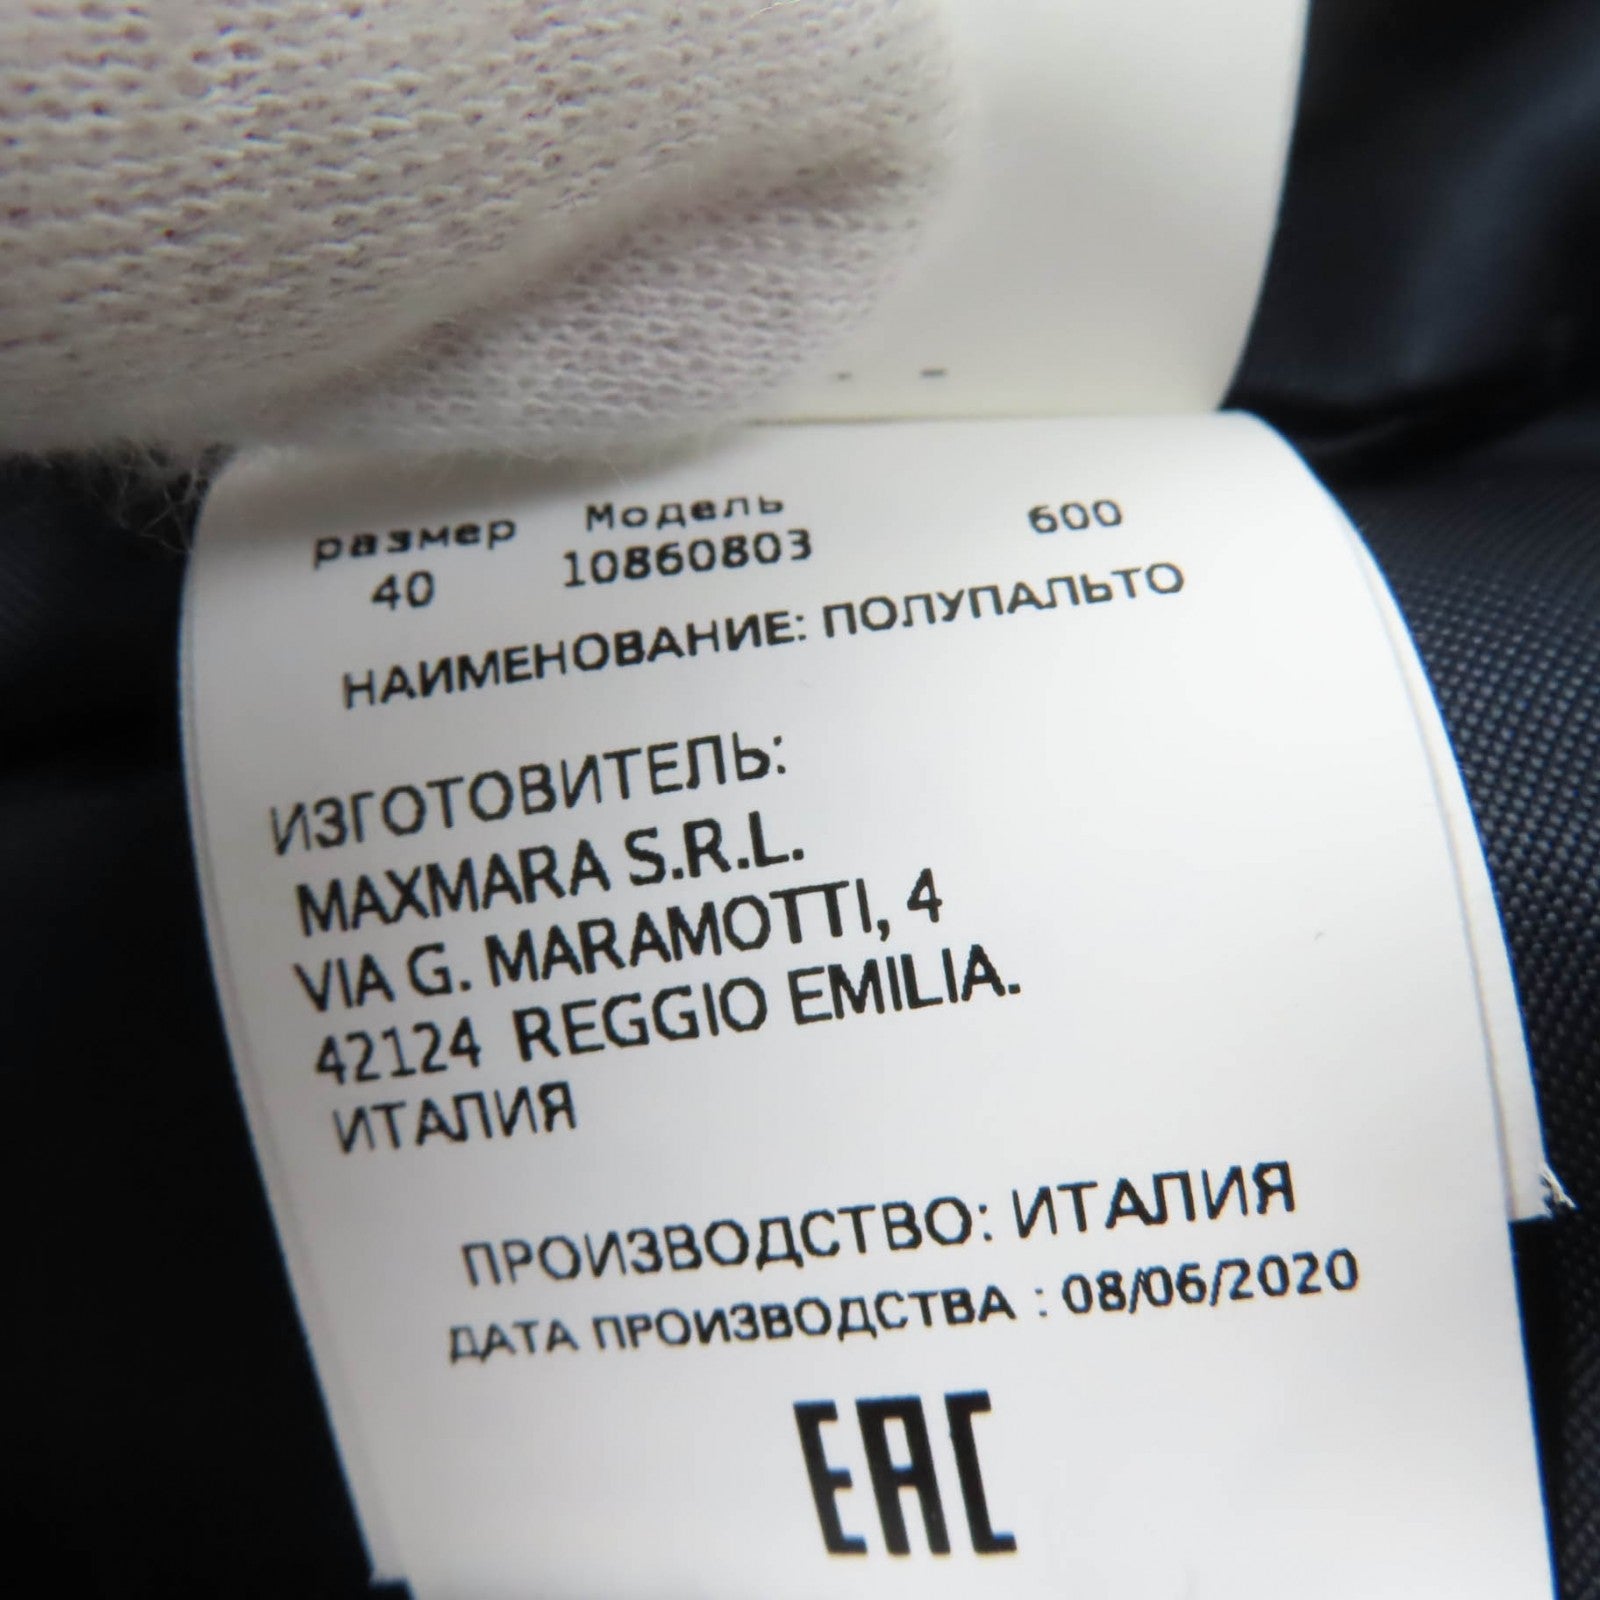 размер Модель 600
40 10860803
НАИМЕНОВАНИЕ: ПОЛУПАЛЬТО
ИЗГОТОВИТЕЛЬ:
MAXMARA S.R.L.
VIA G. MARAMOTTI, 4
42124 REGGIO EMILIA.
ИТАЛИЯ
ПРОИЗВОДСТВО: ИТАЛИЯ
ДАТА ПРОИЗВОДСТВА : 08/06/2020
EAC